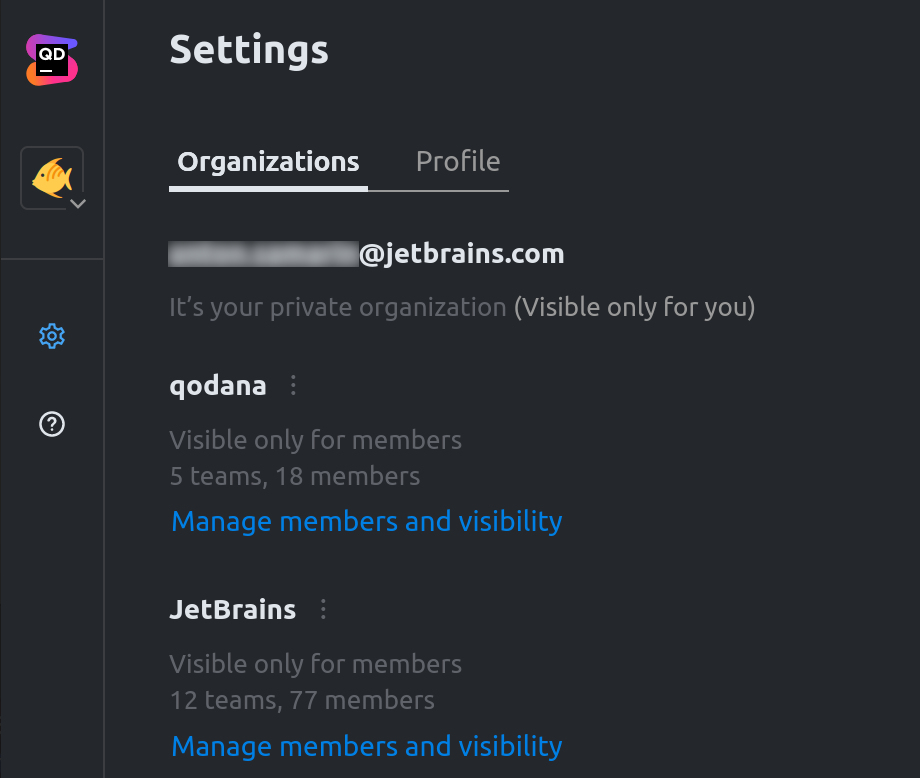 QD
Settings
Organizations Profile
@jetbrains.com
It's your private organization (Visible only for you)
qodana
Visible only for members
5 teams, 18 members
Manage members and visibility
JetBrains
Visible only for members
12 teams, 77 members
Manage members and visibility